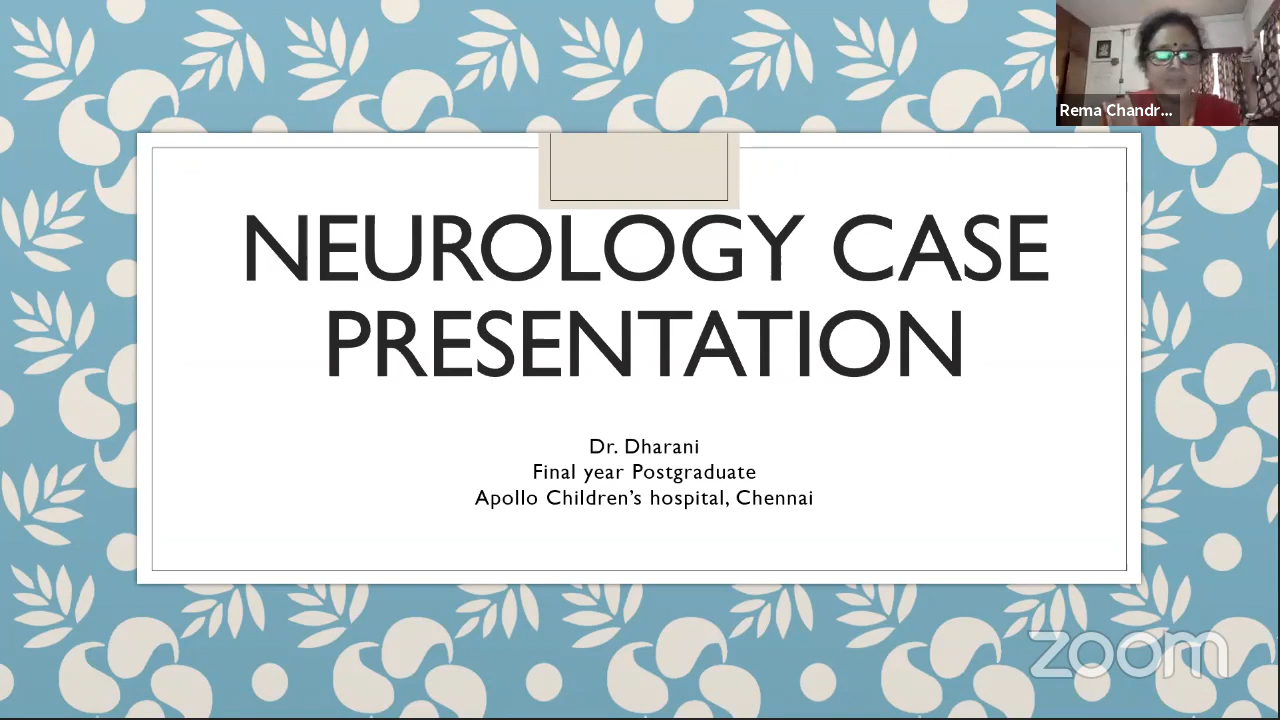 Rema Chandr...
NEUROLOGY CASE
PRESENTATION
Dr. Dharani
Final year Postgraduate
Apollo Children's hospital, Chennai
zoom